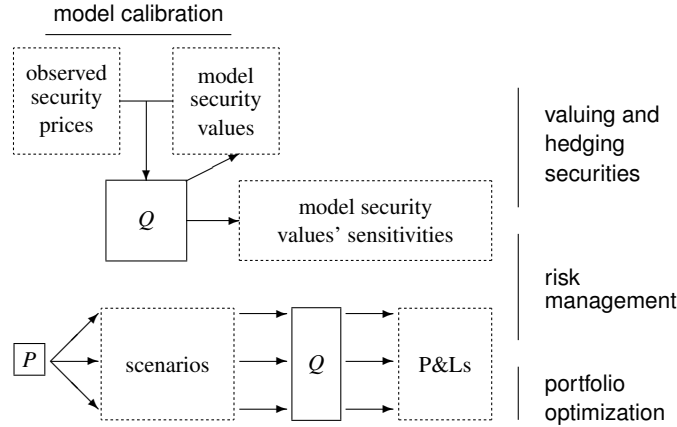 model calibration
observed
security
prices
model
security
values
valuing and
hedging
securities
Q
model security
values’ sensitivities
risk
management
P
scenarios
Q
P&Ls
portfolio
optimization